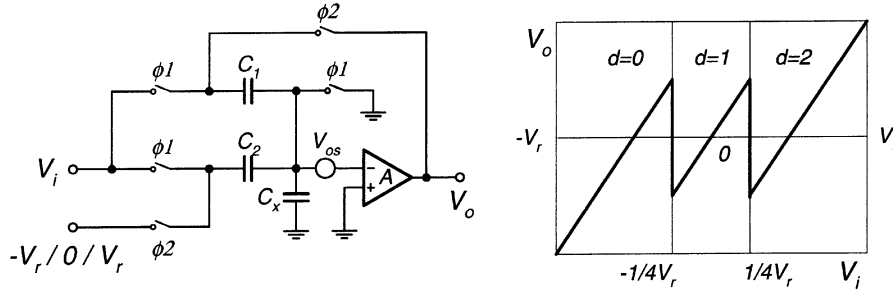 ϕ2
ϕ1
C1
ϕ1
ϕ1
C2
Vos
Vi
A
Cx
Vo
ϕ2
-Vr / 0 / Vr
Vo
d=0
d=1
d=2
-Vr
0
V
-1/4Vr
1/4Vr
Vi